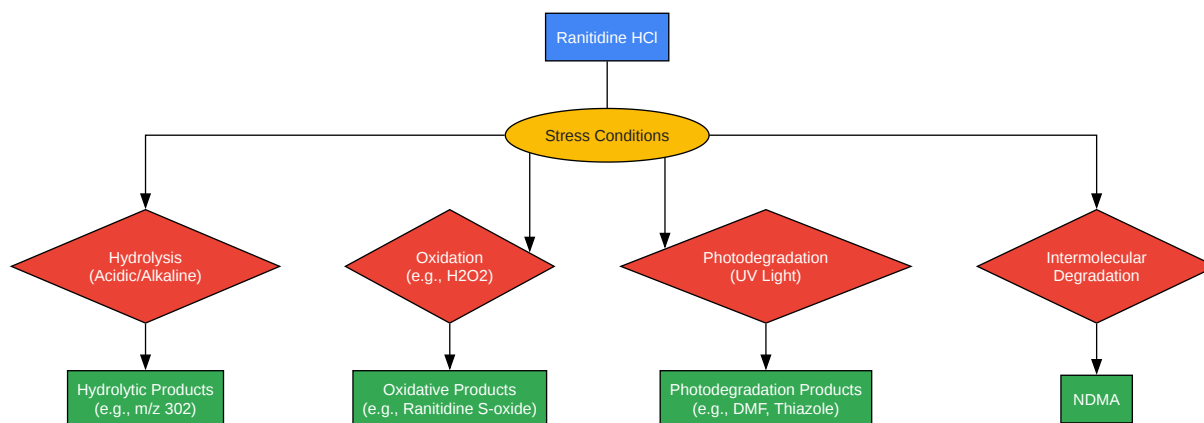 Ranitidine HCl
Stress Conditions
Hydrolysis
(Acidic/Alkaline)
Oxidation
(e.g., H2O2)
Photodegradation
(UV Light)
Intermolecular
Degradation
Hydrolytic Products
(e.g., m/z 302)
Oxidative Products
(e.g., Ranitidine S-oxide)
Photodegradation Products
(e.g., DMF, Thiazole)
NDMA